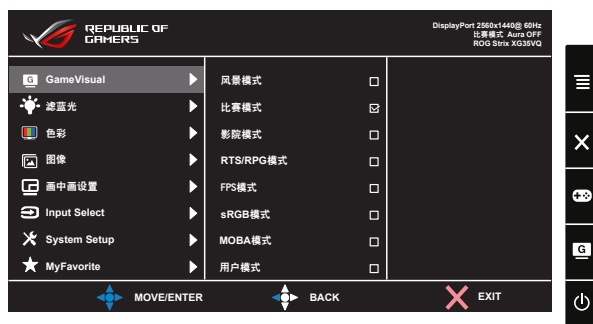 REPUBLIC OF
GAMERS
DisplayPort 2560x1440@ 60Hz
比赛模式 Aura OFF
ROG Strix XG35VQ
G GameVisual
滤蓝光
色彩
图像
画中画设置
Input Select
System Setup
MyFavorite
风景模式
比赛模式
影院模式
RTS/RPG模式
FPS模式
sRGB模式
MOBA模式
用户模式
G
MOVE/ENTER
BACK
EXIT